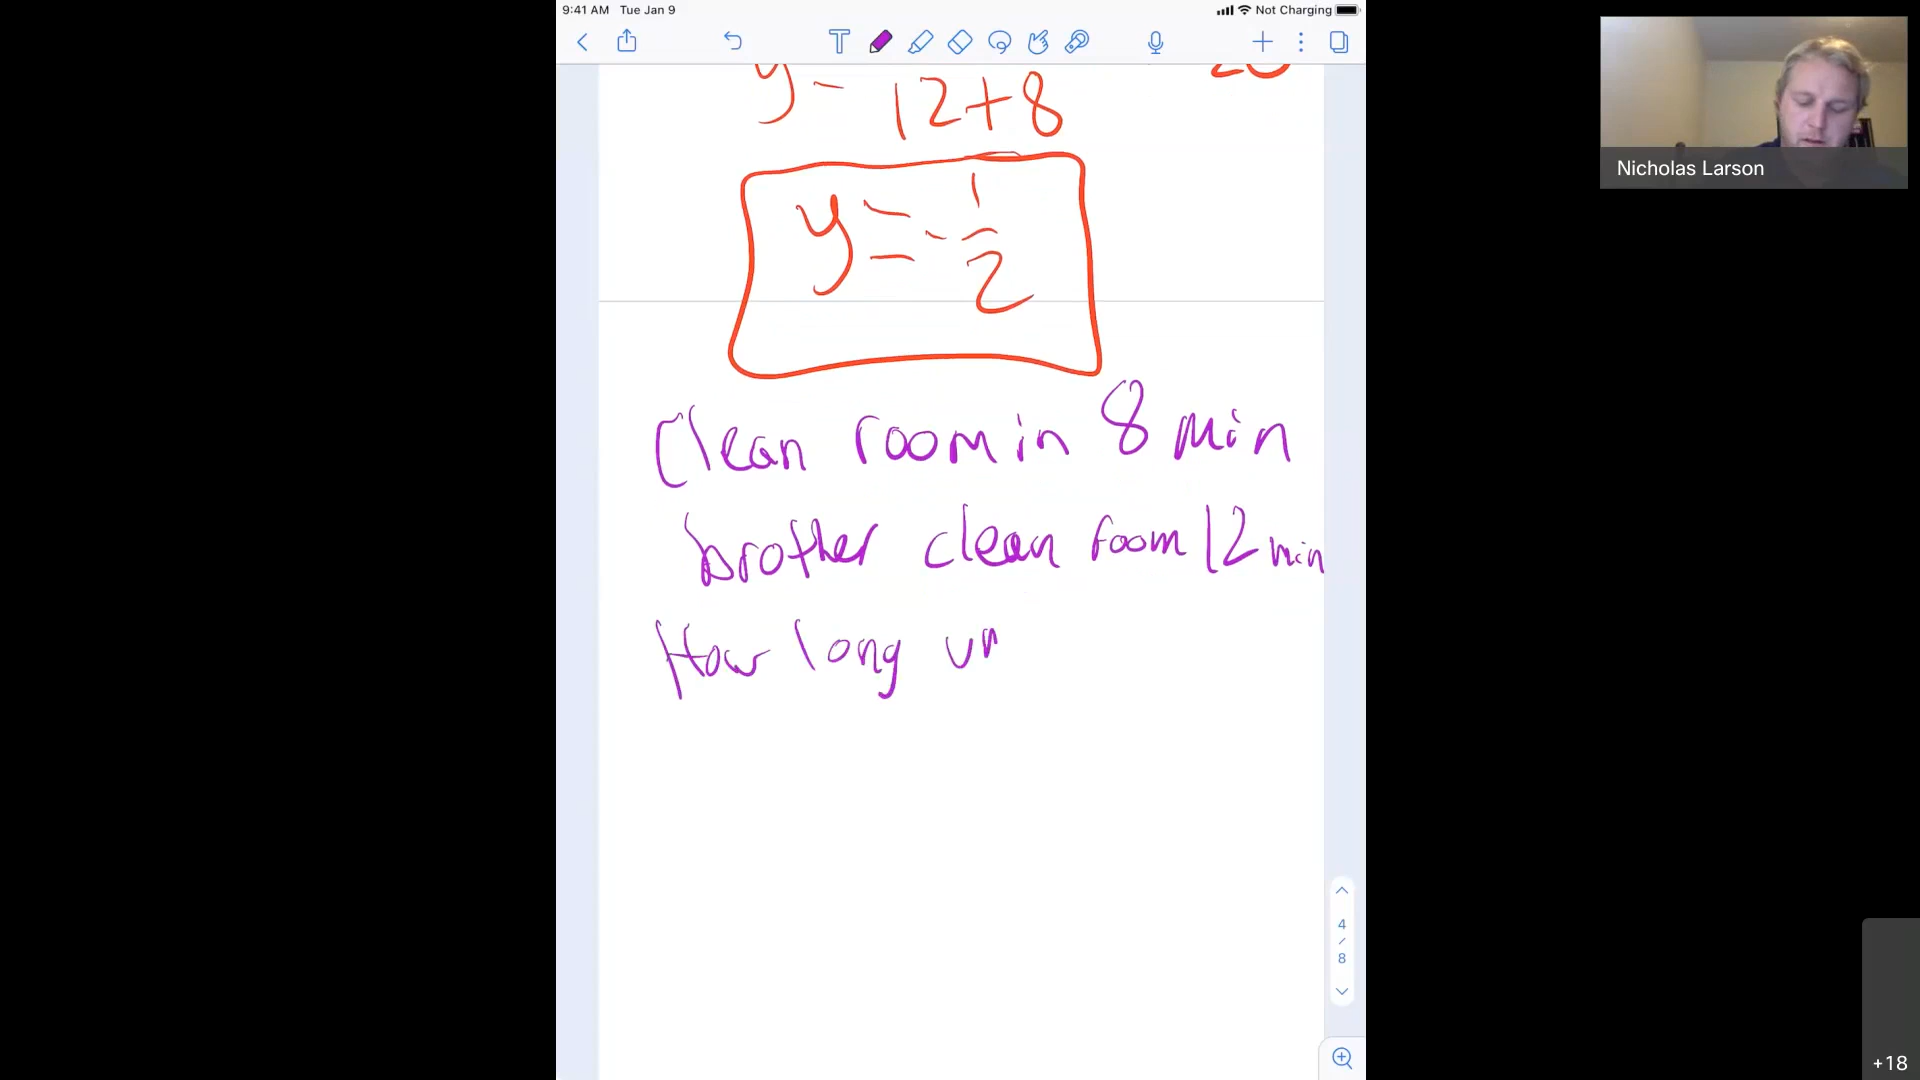 9:41 AM Tue Jan 9 Not Charging
12+8
y = -1/2
Clean room in 8 min
brother clean room 12 min
How long un
Nicholas Larson
4
/
8
+18